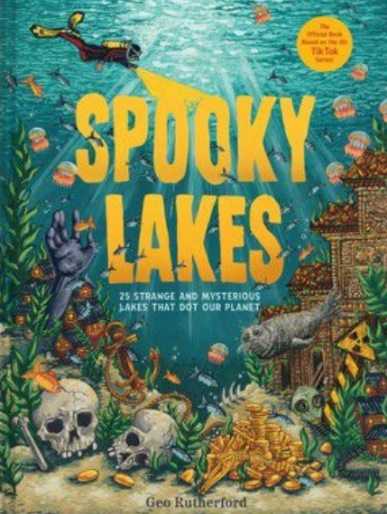 The
Official Book
Based on the Hit
TikTok
Series!
SPOOKY
LAKES
25 STRANGE AND MYSTERIOUS
LAKES THAT DOT OUR PLANET
Geo Rutherford